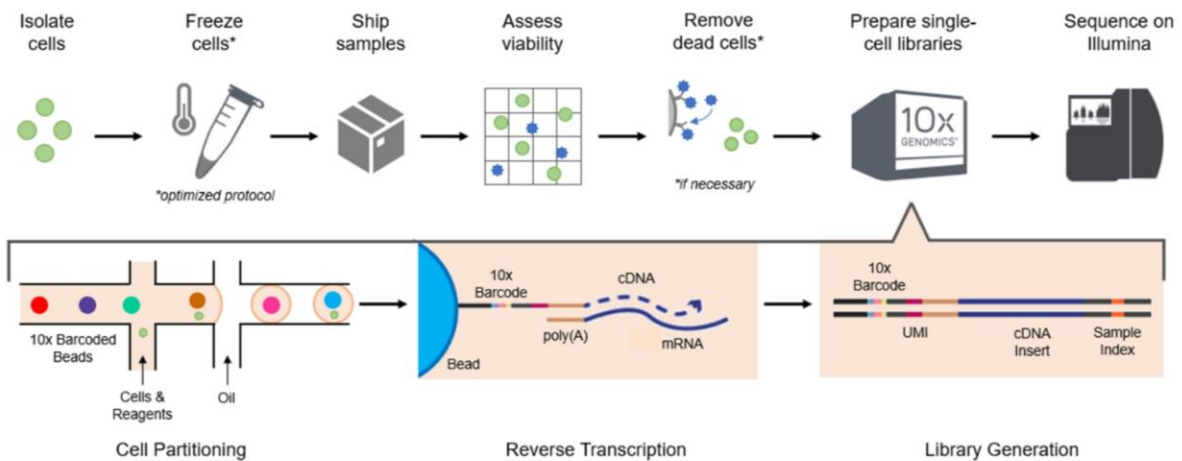 Isolate
cells
Freeze
cells*
Ship
samples
Assess
viability
Remove
dead cells*
Prepare single-
cell libraries
Sequence on
Illumina
10x
GENOMICS
*optimized protocol
*if necessary
10x Barcoded
Beads
Cells &
Reagents
Oil
10x
Barcode
cDNA
poly(A)
mRNA
Bead
10x
Barcode
UMI
cDNA
Insert
Sample
Index
Cell Partitioning
Reverse Transcription
Library Generation